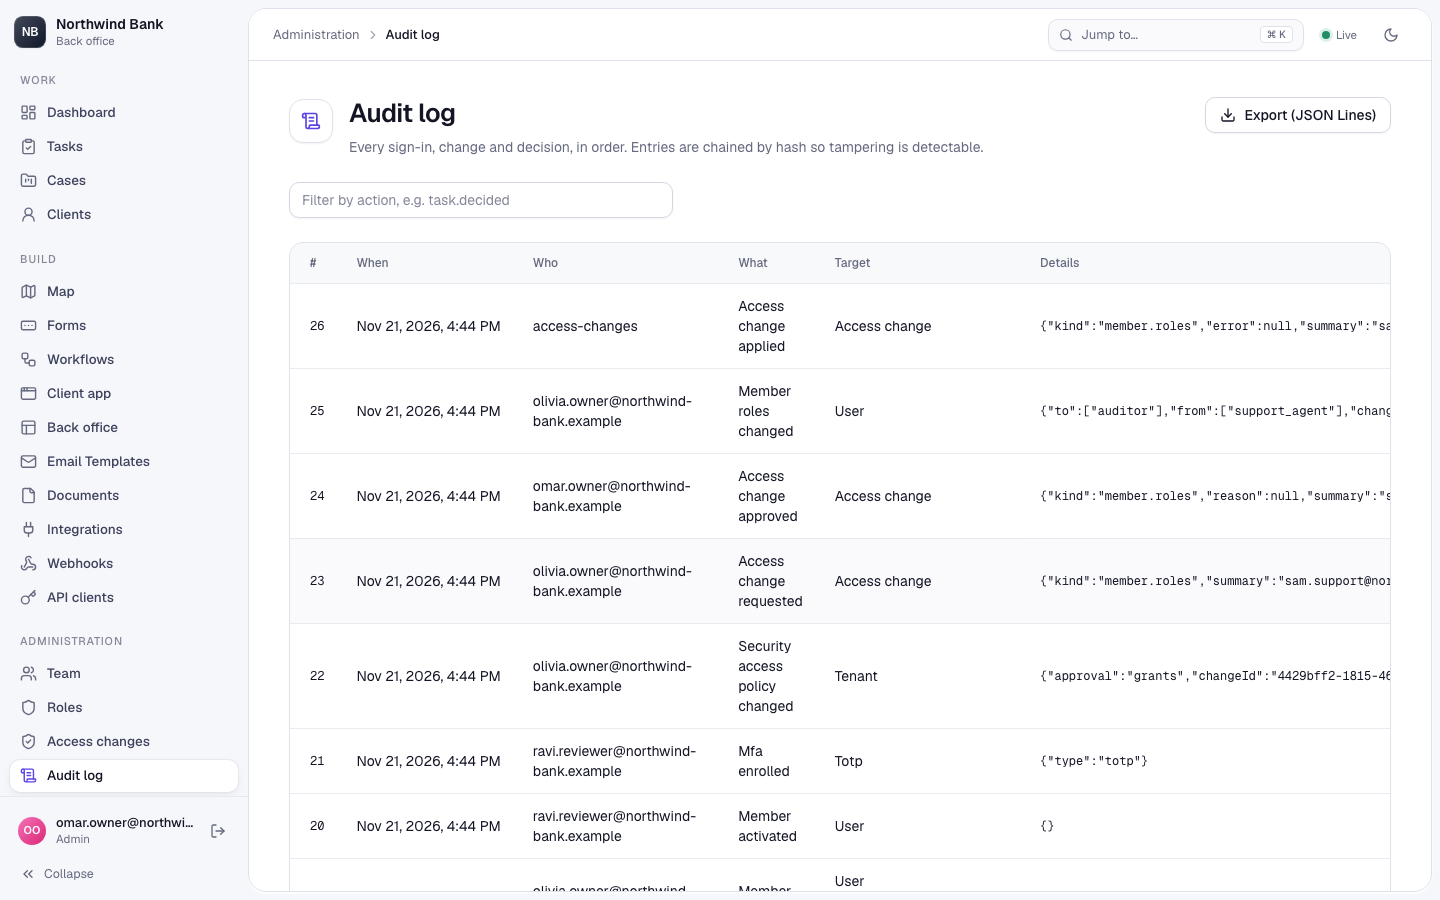 NB
Northwind Bank
Back office
WORK
Dashboard
Tasks
Cases
Clients
BUILD
Map
Forms
Workflows
Client app
Back office
Email Templates
Documents
Integrations
Webhooks
API clients
ADMINISTRATION
Team
Roles
Access changes
Audit log
OO
omar.owner@northwi...
Admin
Collapse
Administration
Audit log
Jump to...
⌘ K
Live
Audit log
Every sign-in, change and decision, in order. Entries are chained by hash so tampering is detectable.
Export (JSON Lines)
Filter by action, e.g. task.decided
# When Who What Target Details
26 Nov 21, 2026, 4:44 PM access-changes
Access
change
applied
Access change
{"kind":"member.roles","error":null,"summary":"sa
25 Nov 21, 2026, 4:44 PM
olivia.owner@northwind-
bank.example
Member
roles
changed
User
{"to":["auditor"],"from":["support_agent"],"chang
24 Nov 21, 2026, 4:44 PM
omar.owner@northwind-
bank.example
Access
change
approved
Access change
{"kind":"member.roles","reason":null,"summary":"s
23 Nov 21, 2026, 4:44 PM
olivia.owner@northwind-
bank.example
Access
change
requested
Access change
{"kind":"member.roles","summary":"sam.support@nor
22 Nov 21, 2026, 4:44 PM
olivia.owner@northwind-
bank.example
Security
access
policy
changed
Tenant
{"approval":"grants","changeId":"4429bff2-1815-46
21 Nov 21, 2026, 4:44 PM
ravi.reviewer@northwind-
bank.example
Mfa
enrolled
Totp
{"type":"totp"}
20 Nov 21, 2026, 4:44 PM
ravi.reviewer@northwind-
bank.example
Member
activated
User
{}
olivia.owner@northwind-
Member
User